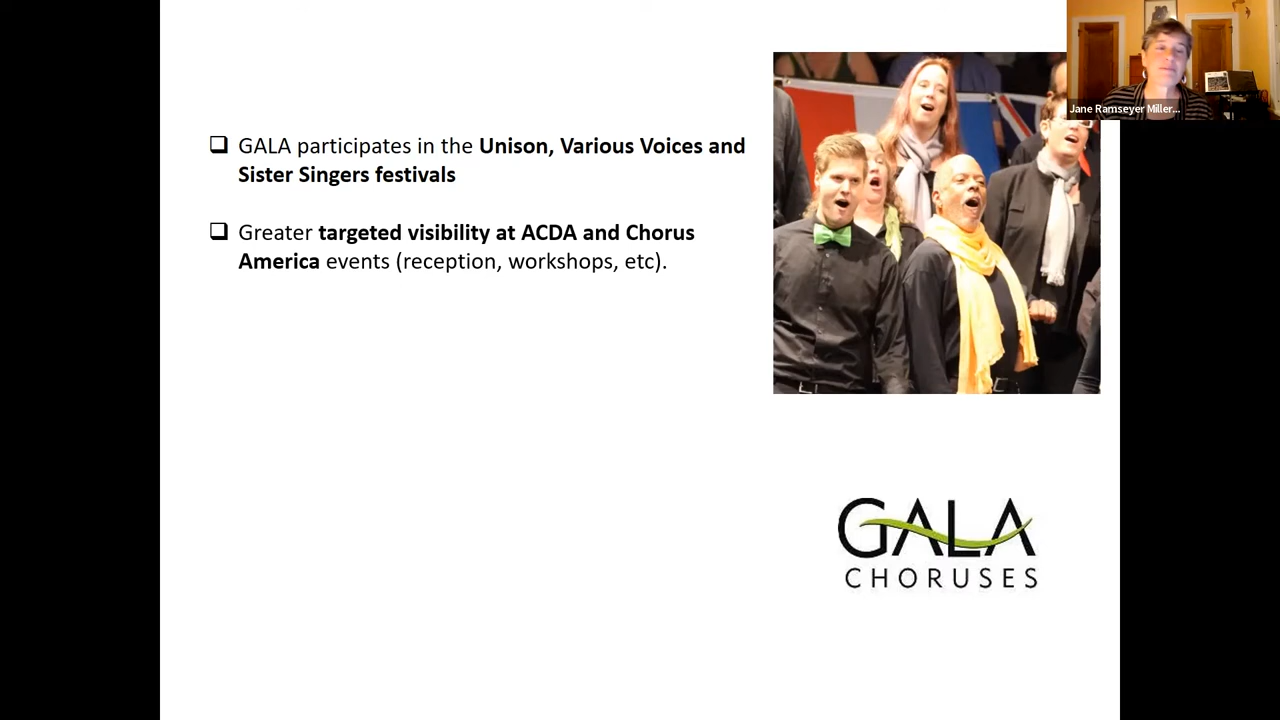 GALA participates in the Unison, Various Voices and
Sister Singers festivals
Greater targeted visibility at ACDA and Chorus
America events (reception, workshops, etc).
Jane Ramseyer Miller...
GALA
CHORUSES